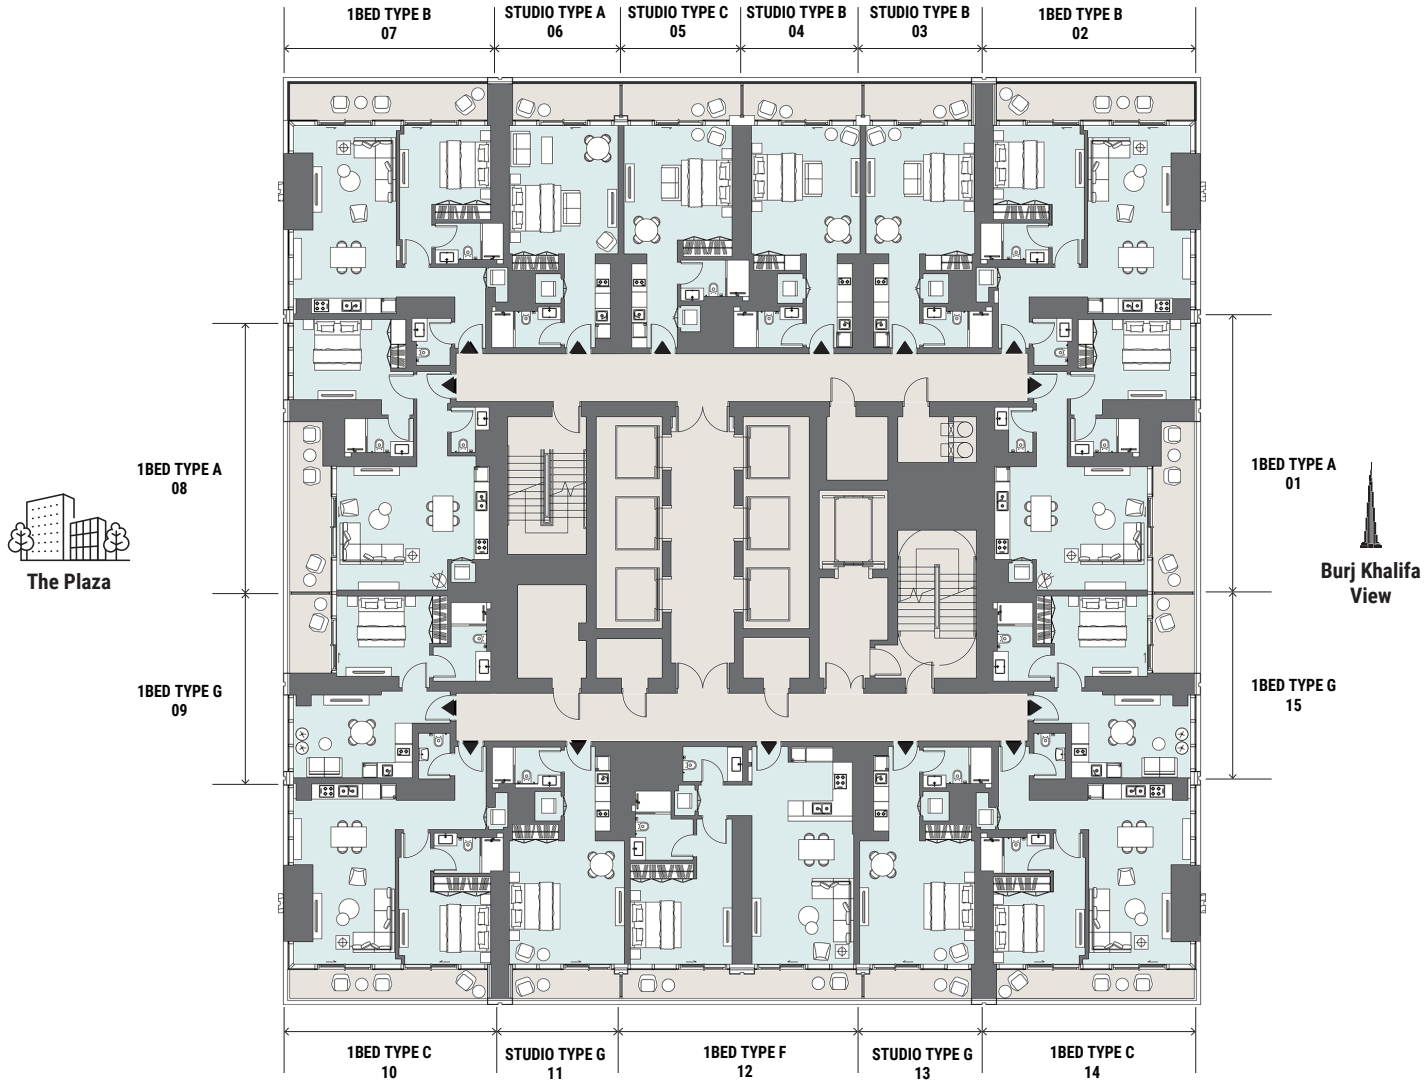 1BED TYPE B
07
STUDIO TYPE A
06
STUDIO TYPE C
05
STUDIO TYPE B
04
STUDIO TYPE B
03
1BED TYPE B
02
1BED TYPE A
08
1BED TYPE A
01
The Plaza
Burj Khalifa
View
1BED TYPE G
09
1BED TYPE G
15
1BED TYPE C
10
STUDIO TYPE G
11
1BED TYPE F
12
STUDIO TYPE G
13
1BED TYPE C
14